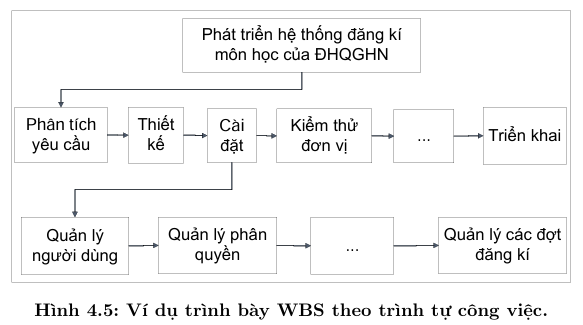 Phát triển hệ thống đăng kí
môn học của ĐHQGHN
Phân tích
yêu cầu
Thiết
kế
Cài
đặt
Kiểm thử
đơn vị
...
Triển khai
Quản lý
người dùng
Quản lý phân
quyền
...
Quản lý các đợt
đăng kí
Hình 4.5: Ví dụ trình bày WBS theo trình tự công việc.